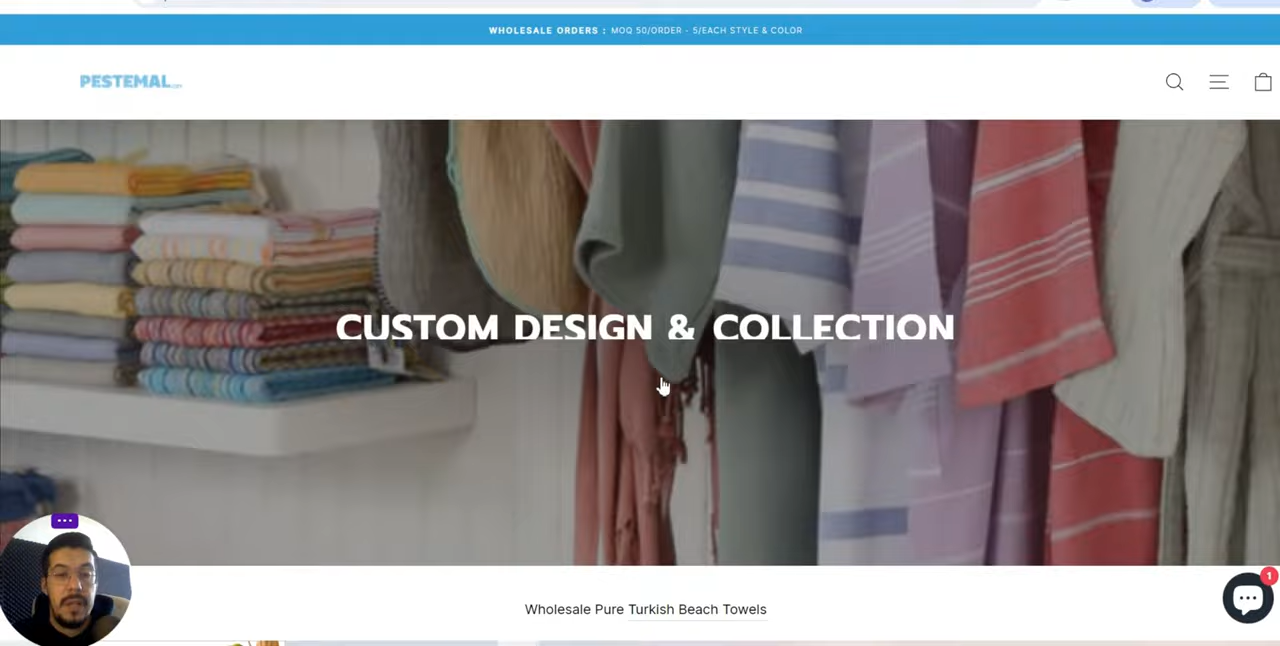 WHOLESALE ORDERS : MOQ 50/ORDER - 5/EACH STYLE & COLOR
PESTEMAL.com
CUSTOM DESIGN & COLLECTION
Wholesale Pure Turkish Beach Towels
1